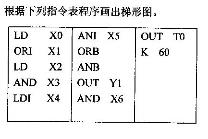 根据下列指令表程序画出梯形图。
LD X0 ANI X5 OUT T0
ORI X1 ORB K 60
LD X2 ANB
AND X3 OUT Y1
LDI X4 AND X6